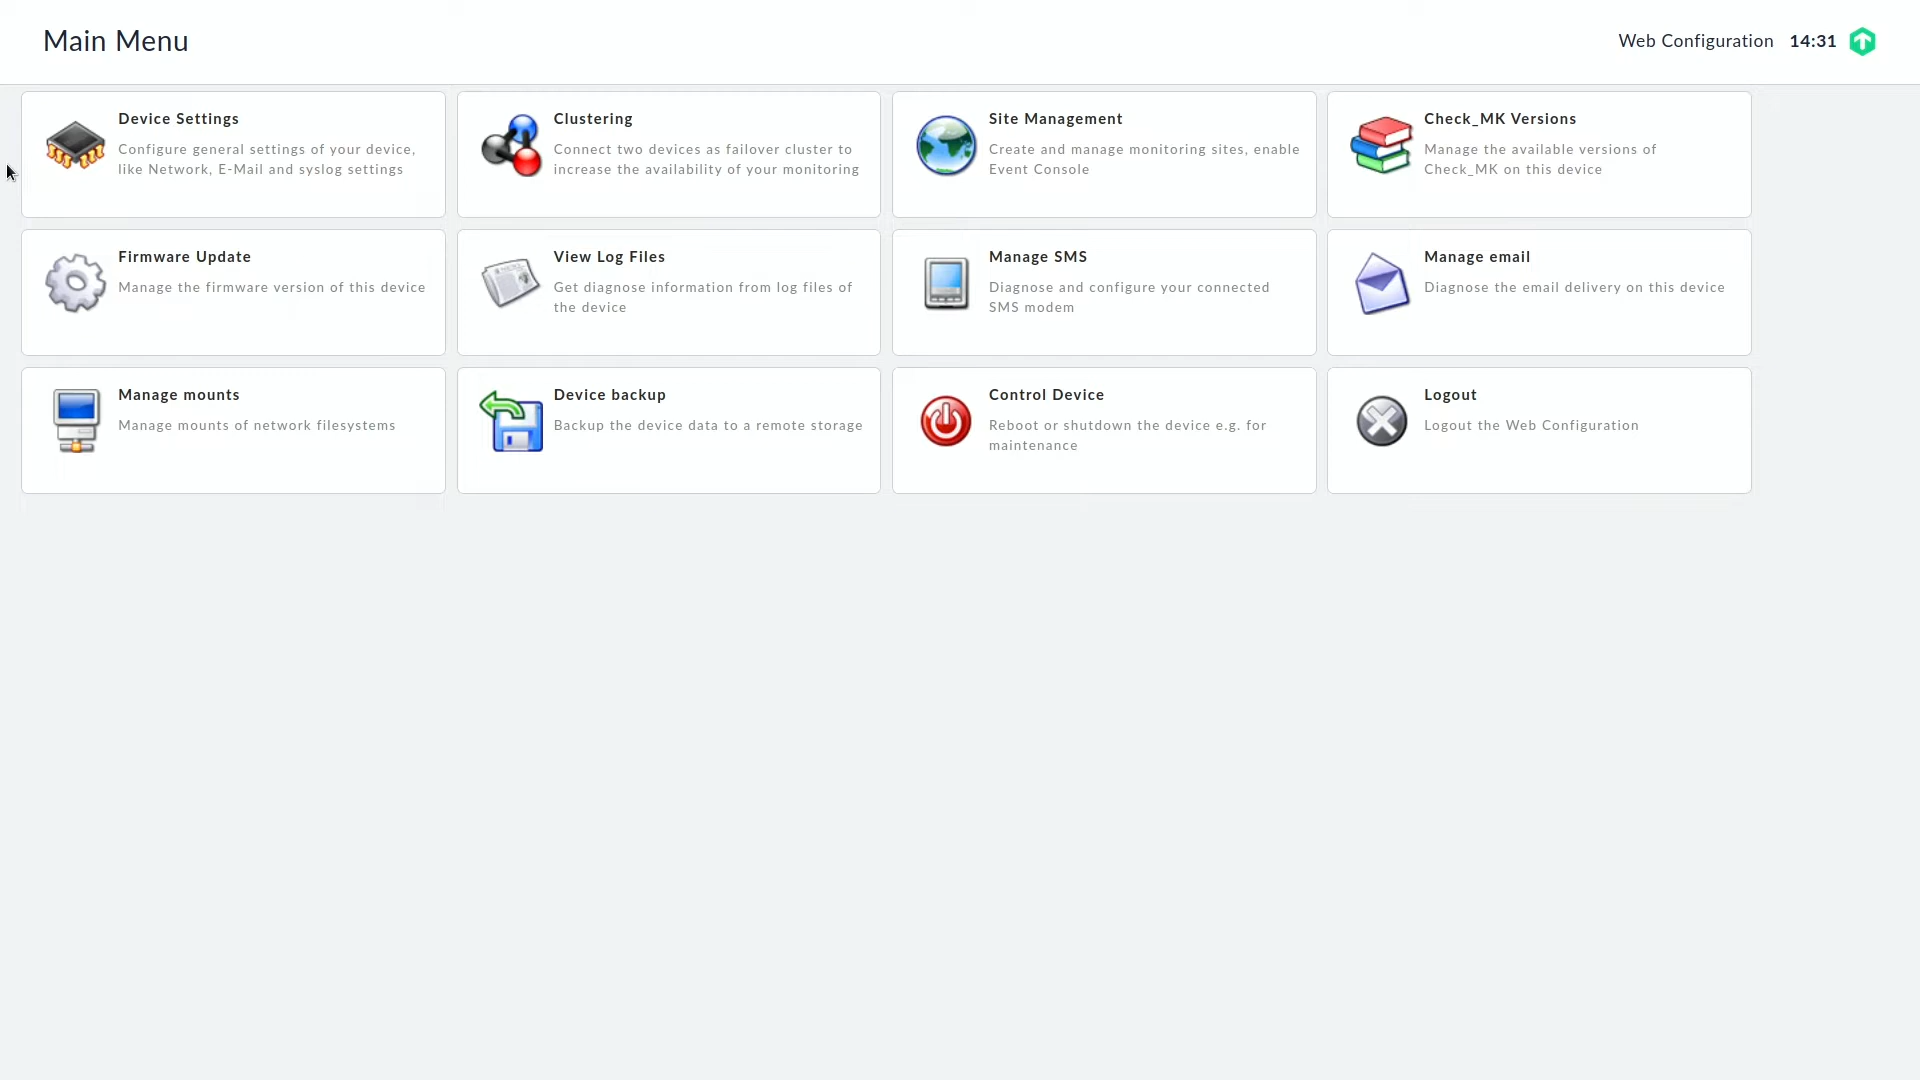 Main Menu
Web Configuration 14:31
Device Settings
Configure general settings of your device,
like Network, E-Mail and syslog settings
Clustering
Connect two devices as failover cluster to
increase the availability of your monitoring
Site Management
Create and manage monitoring sites, enable
Event Console
Check_MK Versions
Manage the available versions of
Check_MK on this device
Firmware Update
Manage the firmware version of this device
View Log Files
Get diagnose information from log files of
the device
Manage SMS
Diagnose and configure your connected
SMS modem
Manage email
Diagnose the email delivery on this device
Manage mounts
Manage mounts of network filesystems
Device backup
Backup the device data to a remote storage
Control Device
Reboot or shutdown the device e.g. for
maintenance
Logout
Logout the Web Configuration